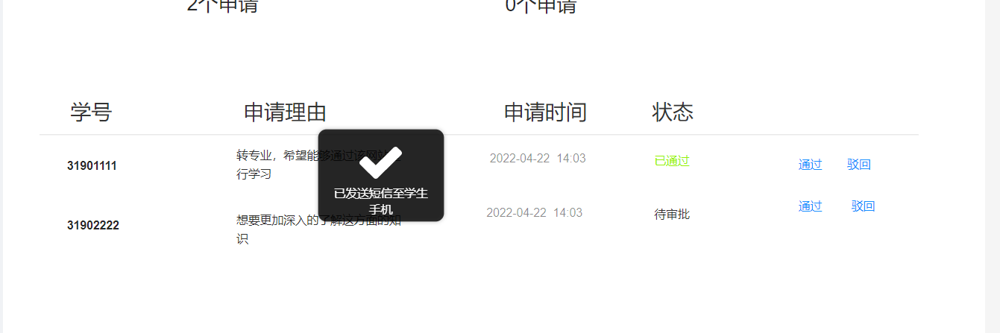 2个申请 0个申请
学号 申请理由 申请时间 状态
31901111 转专业，希望能够通过该网站进行学习 2022-04-22 14:03 已通过 通过 驳回
已发送短信至学生
手机
31902222 想要更加深入的了解这方面的知识 2022-04-22 14:03 待审批 通过 驳回